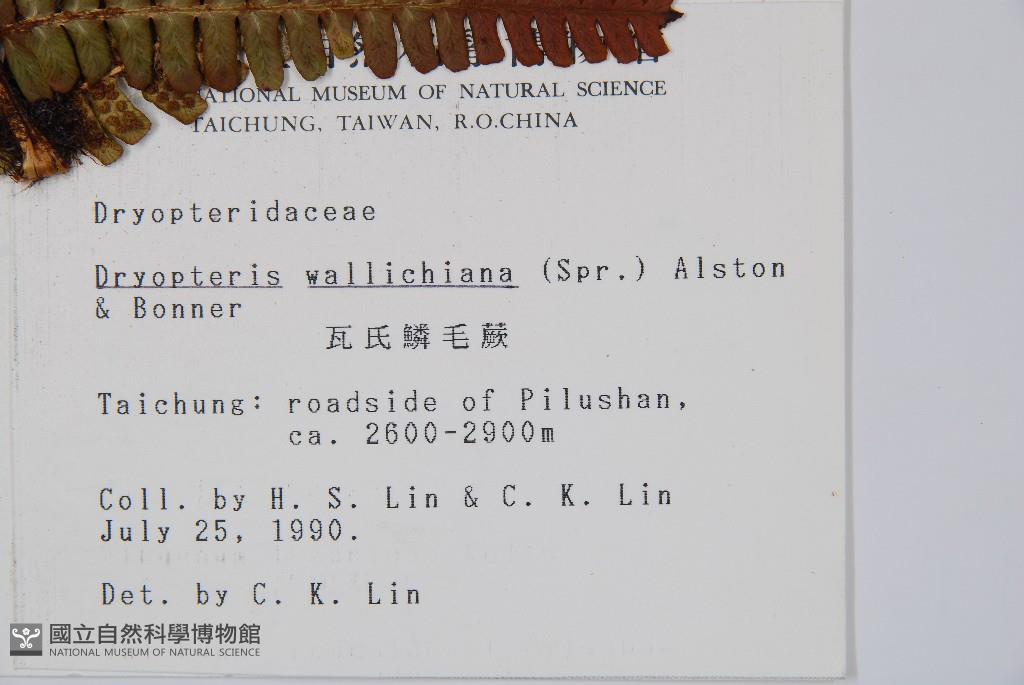 NATIONAL MUSEUM OF NATURAL SCIENCE
TAICHUNG, TAIWAN, R.O.CHINA
Dryopteridaceae
Dryopteris wallichiana (Spr.) Alston
& Bonner
瓦氏鱗毛蕨
Taichung: roadside of Pilushan,
ca. 2600-2900m
Coll. by H. S. Lin & C. K. Lin
July 25, 1990.
Det. by C. K. Lin
國立自然科學博物館
NATIONAL MUSEUM OF NATURAL SCIENCE